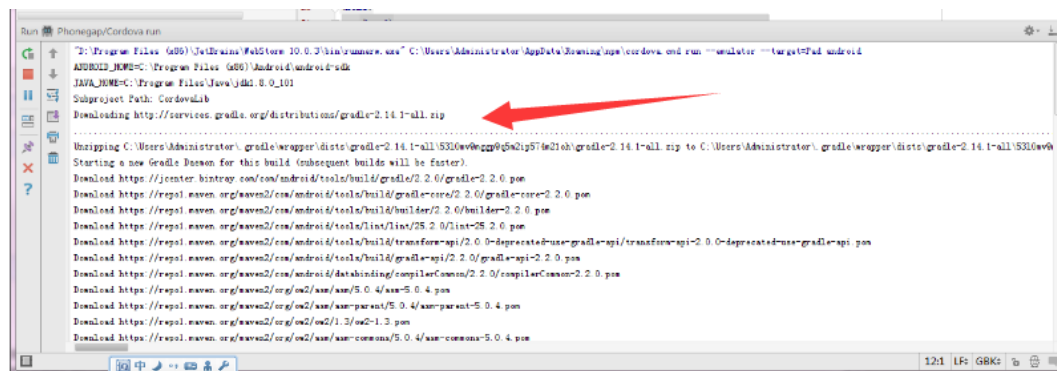 Run Phonegap/Cordova run
"D:\Program Files (x86)\JetBrains\WebStorm 10.0.3\bin\runnerw.exe" C:\Users\Administrator\AppData\Roaming\npm\cordova.cmd run --emulator --target=Pad android
ANDROID_HOME=C:\Program Files (x86)\Android\android-sdk
JAVA_HOME=C:\Program Files\Java\jdk1.8.0_101
Subproject Path: CordovaLib
Downloading http://services.gradle.org/distributions/gradle-2.14.1-all.zip
Unzipping to
Starting a new Gradle Daemon for this build (subsequent builds will be faster).
Download https://jcenter.bintray.com/com/android/tools/build/gradle/2.2.0/gradle-2.2.0.pom
Download https://repo1.maven.org/maven2/com/android/tools/build/gradle-core/2.2.0/gradle-core-2.2.0.pom
Download https://repo1.maven.org/maven2/com/android/tools/build/builder/2.2.0/builder-2.2.0.pom
Download https://repo1.maven.org/maven2/com/android/tools/lint/lint/25.2.0/lint-25.2.0.pom
Download https://repo1.maven.org/maven2/com/android/tools/build/transform-api/2.0.0-deprecated-use-gradle-api/transform-api-2.0.0-deprecated-use-gradle-api.pom
Download https://repo1.maven.org/maven2/com/android/tools/build/gradle-api/2.2.0/gradle-api-2.2.0.pom
Download https://repo1.maven.org/maven2/com/android/databinding/compilerCommon/2.2.0/compilerCommon-2.2.0.pom
Download https://repo1.maven.org/maven2/org/ow2/asm/asm/5.0.4/asm-5.0.4.pom
Download https://repo1.maven.org/maven2/org/ow2/asm/asm-parent/5.0.4/asm-parent-5.0.4.pom
Download https://repo1.maven.org/maven2/org/ow2/ow2/1.3/ow2-1.3.pom
Download https://repo1.maven.org/maven2/org/ow2/asm/asm-commons/5.0.4/asm-commons-5.0.4.pom
中
12:1 LF: GBK: